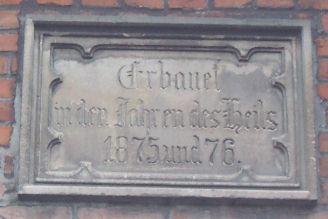 Erbauet
in den Jahren des Heils
1875 und 76.